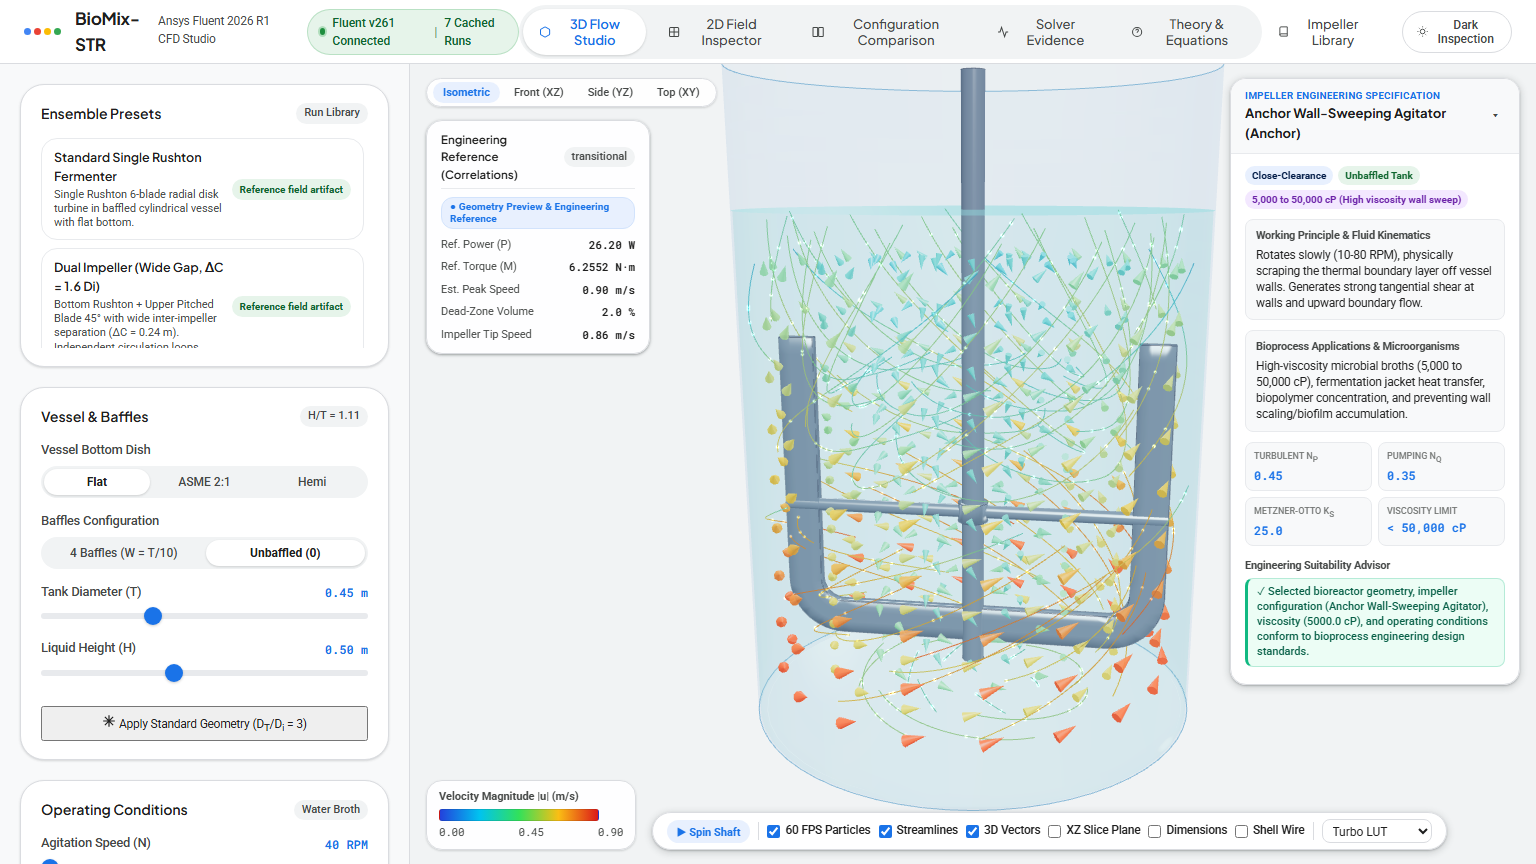 BioMix-STR
Ansys Fluent 2026 R1 CFD Studio
Fluent v261 Connected | 7 Cached Runs
3D Flow Studio
2D Field Inspector
Configuration Comparison
Solver Evidence
Theory & Equations
Impeller Library
Dark Inspection
Ensemble Presets
Run Library
Standard Single Rushton Fermenter
Single Rushton 6-blade radial disk
turbine in baffled cylindrical vessel
with flat bottom.
Reference field artifact
Dual Impeller (Wide Gap, ΔC
= 1.6 Di)
Bottom Rushton + Upper Pitched
Blade 45° with wide inter-impeller
separation (ΔC = 0.24 m).
Independent circulation loops
Reference field artifact
Vessel & Baffles
H/T = 1.11
Vessel Bottom Dish
Flat
ASME 2:1
Hemi
Baffles Configuration
4 Baffles (W = T/10)
Unbaffled (0)
Tank Diameter (T)
0.45 m
Liquid Height (H)
0.50 m
✳ Apply Standard Geometry (DT/Di = 3)
Operating Conditions
Water Broth
Agitation Speed (N)
40 RPM
Isometric
Front (XZ)
Side (YZ)
Top (XY)
Engineering
Reference
(Correlations)
transitional
● Geometry Preview & Engineering
Reference
Ref. Power (P)
26.20 W
Ref. Torque (M)
6.2552 N·m
Est. Peak Speed
0.90 m/s
Dead-Zone Volume
2.0 %
Impeller Tip Speed
0.86 m/s
Velocity Magnitude |u| (m/s)
0.00
0.45
0.90
▶ Spin Shaft
60 FPS Particles
Streamlines
3D Vectors
XZ Slice Plane
Dimensions
Shell Wire
Turbo LUT
IMPELLER ENGINEERING SPECIFICATION
Anchor Wall-Sweeping Agitator
(Anchor)
Close-Clearance
Unbaffled Tank
5,000 to 50,000 cP (High viscosity wall sweep)
Working Principle & Fluid Kinematics
Rotates slowly (10-80 RPM), physically
scraping the thermal boundary layer off vessel
walls. Generates strong tangential shear at
walls and upward boundary flow.
Bioprocess Applications & Microorganisms
High-viscosity microbial broths (5,000 to
50,000 cP), fermentation jacket heat transfer,
biopolymer concentration, and preventing wall
scaling/biofilm accumulation.
TURBULENT NP
0.45
PUMPING NQ
0.35
METZNER-OTTO KS
25.0
VISCOSITY LIMIT
< 50,000 cP
Engineering Suitability Advisor
✓ Selected bioreactor geometry, impeller
configuration (Anchor Wall-Sweeping Agitator),
viscosity (5000.0 cP), and operating conditions
conform to bioprocess engineering design
standards.